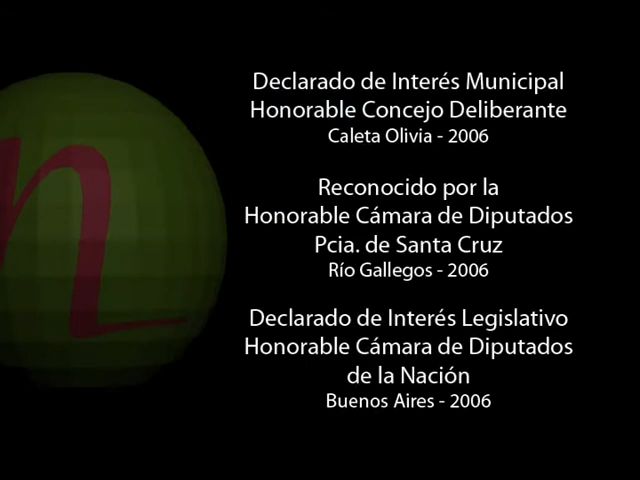 n
Declarado de Interés Municipal
Honorable Concejo Deliberante
Caleta Olivia - 2006
Reconocido por la
Honorable Cámara de Diputados
Pcia. de Santa Cruz
Río Gallegos - 2006
Declarado de Interés Legislativo
Honorable Cámara de Diputados
de la Nación
Buenos Aires - 2006